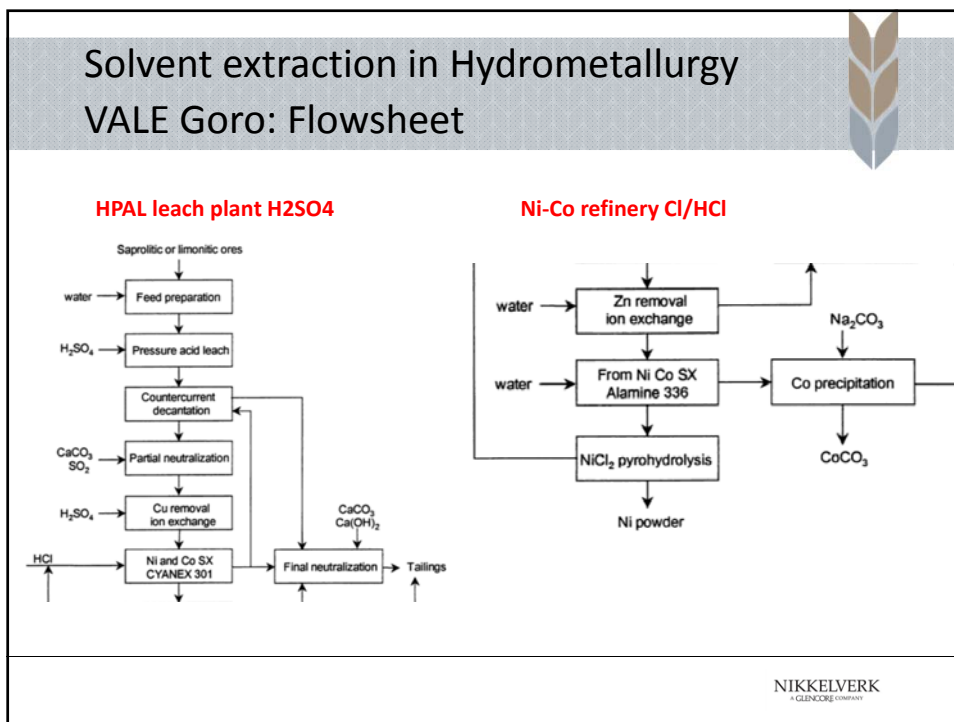 Solvent extraction in Hydrometallurgy
VALE Goro: Flowsheet
HPAL leach plant H2SO4
Saprolitic or limonitic ores
water
Feed preparation
H₂SO₄
Pressure acid leach
Countercurrent
decantation
CaCO₃
SO₂
Partial neutralization
H₂SO₄
Cu removal
ion exchange
CaCO₃
Ca(OH)₂
HCl
Ni and Co SX
CYANEX 301
Final neutralization
Tailings
Ni-Co refinery Cl/HCl
water
Zn removal
ion exchange
Na₂CO₃
water
From Ni Co SX
Alamine 336
Co precipitation
NiCl₂ pyrohydrolysis
CoCO₃
Ni powder
NIKKELVERK
A GLENCORE COMPANY